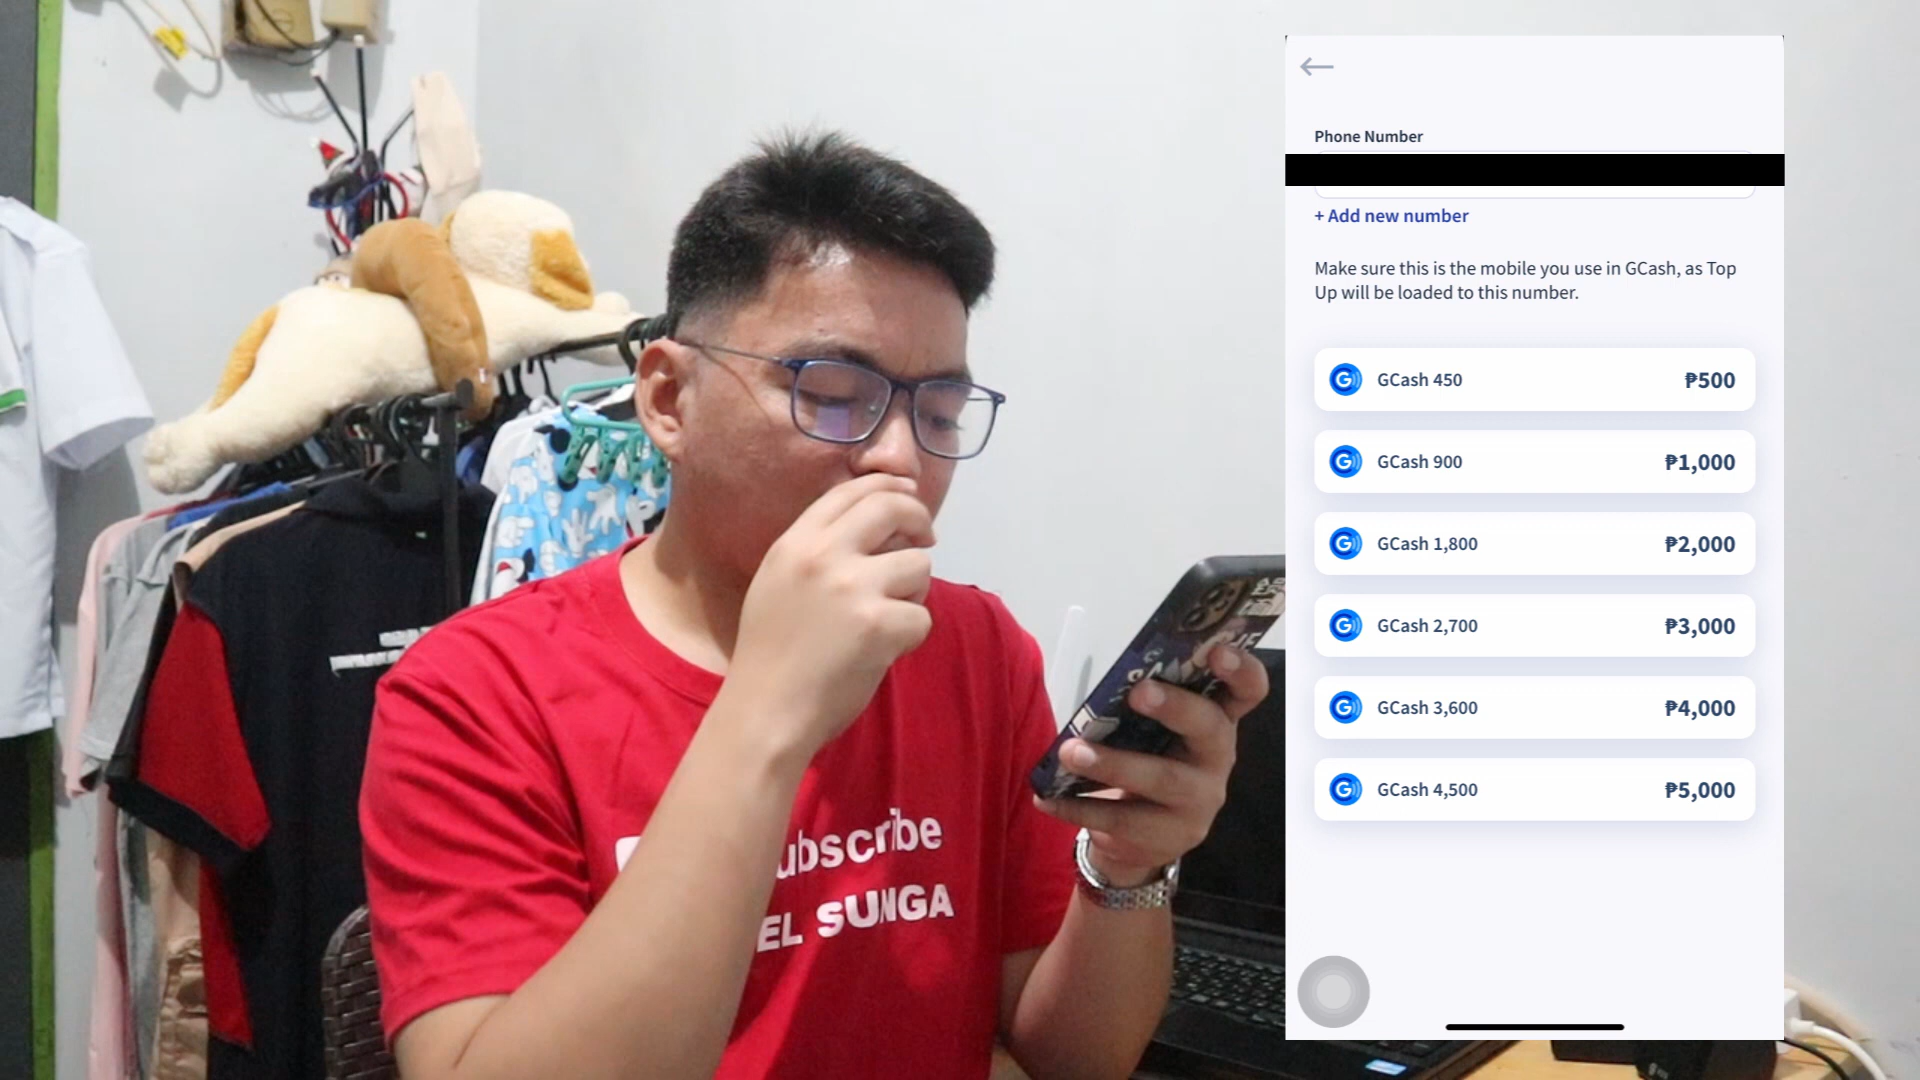 Phone Number
+ Add new number
Make sure this is the mobile you use in GCash, as Top
Up will be loaded to this number.
GCash 450 ₱500
GCash 900 ₱1,000
GCash 1,800 ₱2,000
GCash 2,700 ₱3,000
GCash 3,600 ₱4,000
GCash 4,500 ₱5,000
ubscribe
EL SUNGA